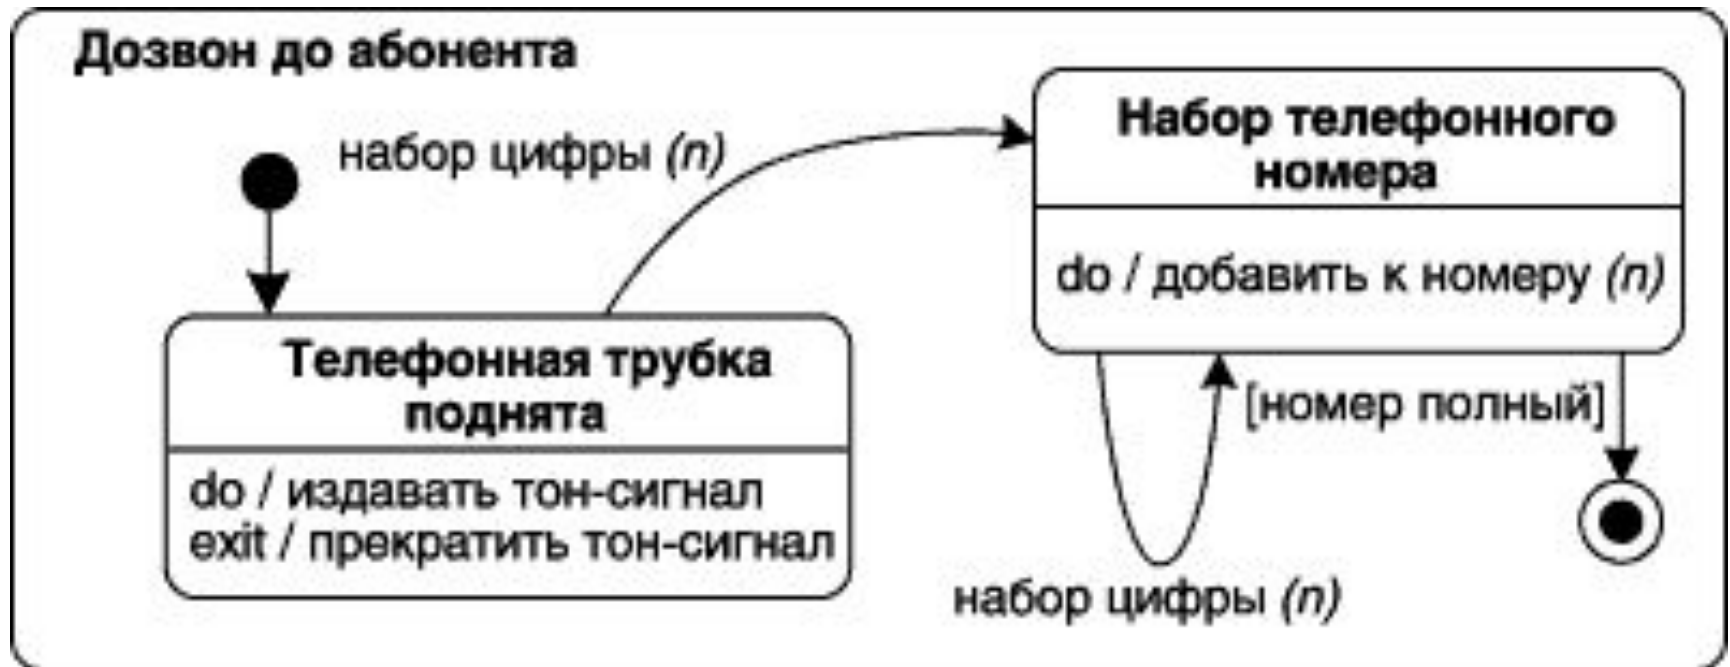 Дозвон до абонента
набор цифры (n)
Набор телефонного
номера
do / добавить к номеру (n)
Телефонная трубка
поднята
do / издавать тон-сигнал
exit / прекратить тон-сигнал
[номер полный]
набор цифры (n)